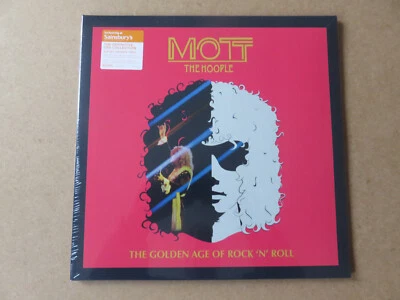 Sainsbury's
MOTT
THE HOOPLE
THE GOLDEN AGE OF ROCK 'N' ROLL